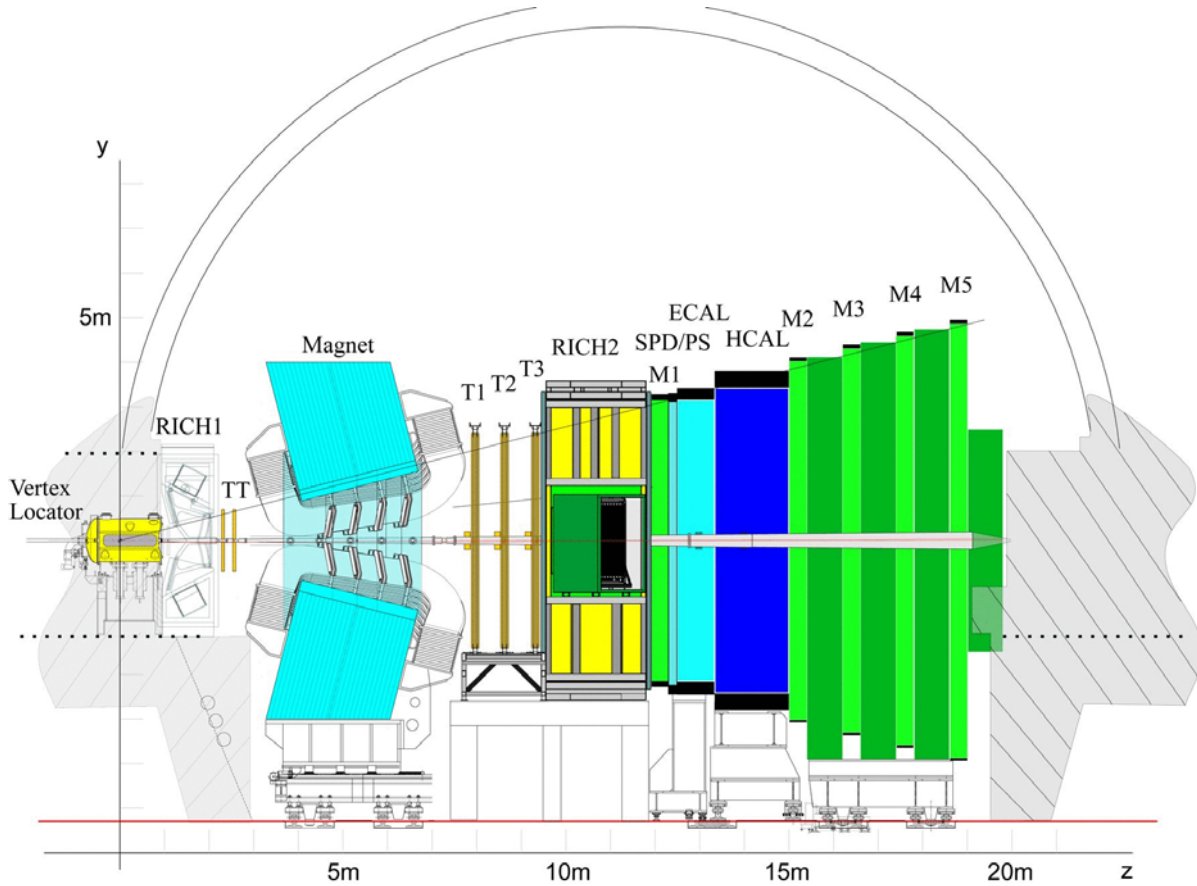 y
5m
Magnet
RICH1
TT
Vertex
Locator
T1
T2
T3
RICH2
M1
SPD/PS
ECAL
HCAL
M2
M3
M4
M5
5m
10m
15m
20m
z